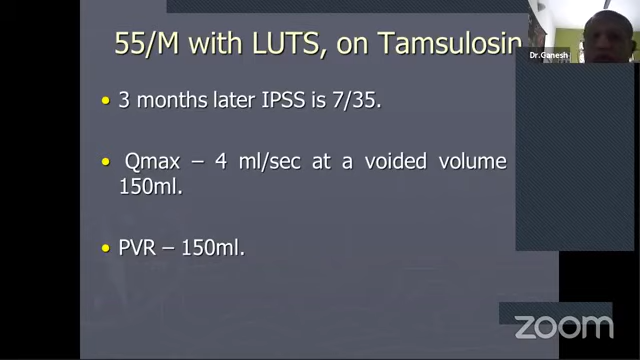 55/M with LUTS, on Tamsulosin
Dr.Ganesh
• 3 months later IPSS is 7/35.
• Qmax – 4 ml/sec at a voided volume
150ml.
• PVR – 150ml.
zoom